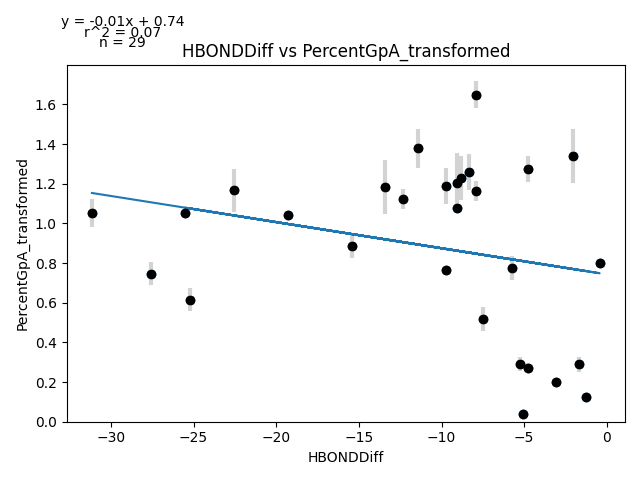 y = -0.01x + 0.74
r^2 = 0.07
n = 29
HBONDDiff vs PercentGpA_transformed
PercentGpA_transformed
1.6
1.4
1.2
1.0
0.8
0.6
0.4
0.2
0.0
−30
−25
−20
−15
−10
−5
0
HBONDDiff